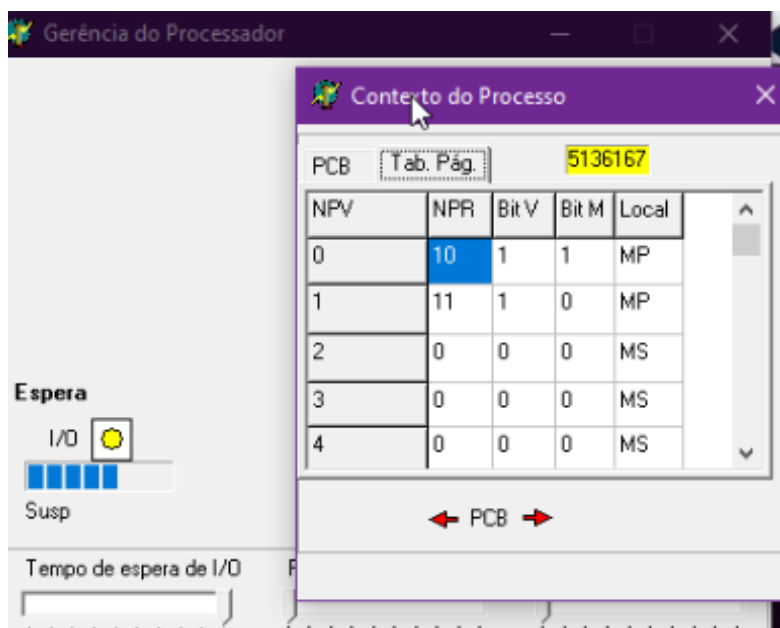 Gerência do Processador
Contexto do Processo
PCB Tab. Pág. 5136167
NPV NPR Bit V Bit M Local
0 10 1 1 MP
1 11 1 0 MP
2 0 0 0 MS
3 0 0 0 MS
4 0 0 0 MS
PCB
Espera
I/O
Susp
Tempo de espera de I/O